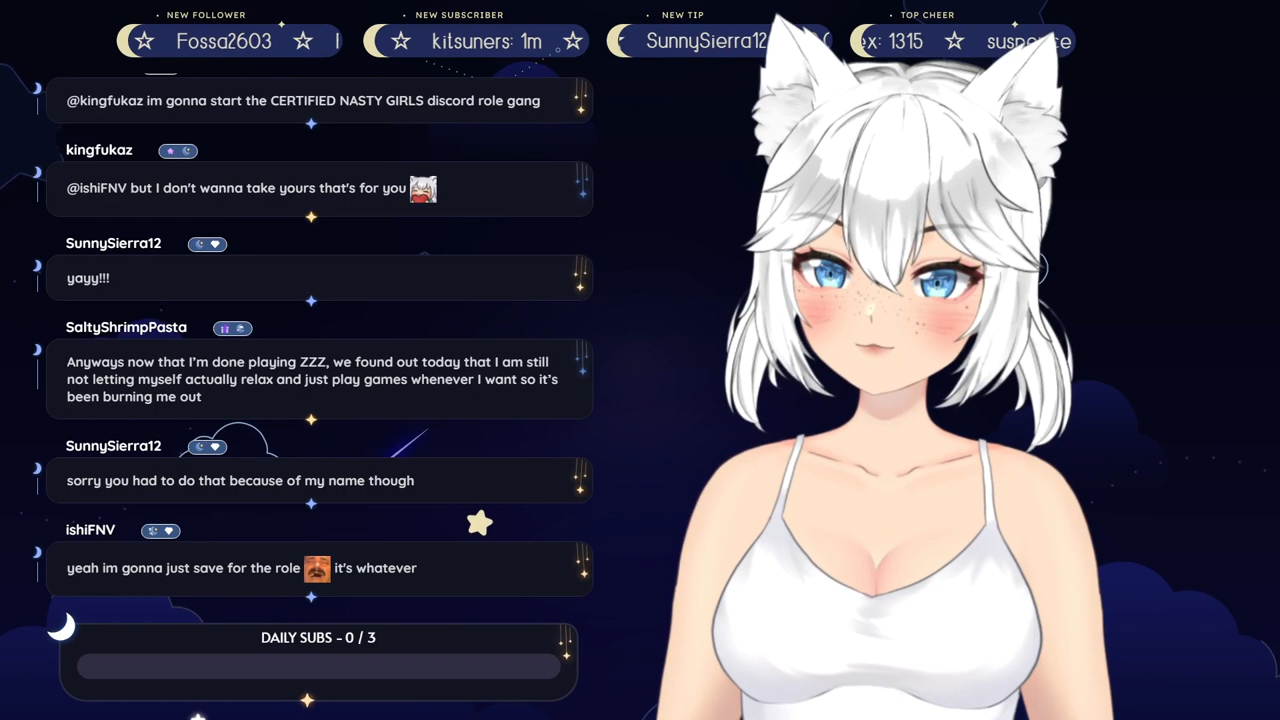 NEW FOLLOWER
NEW SUBSCRIBER
NEW TIP
TOP CHEER
Fossa2603
kitsuners: 1m
SunnySierra12
ex: 1315
@kingfukaz im gonna start the CERTIFIED NASTY GIRLS discord role gang
kingfukaz
@ishiFNV but I don't wanna take yours that's for you
SunnySierra12
yayy!!!
SaltyShrimpPasta
Anyways now that I'm done playing ZZZ, we found out today that I am still
not letting myself actually relax and just play games whenever I want so it's
been burning me out
SunnySierra12
sorry you had to do that because of my name though
ishiFNV
yeah im gonna just save for the role it's whatever
DAILY SUBS - 0 / 3